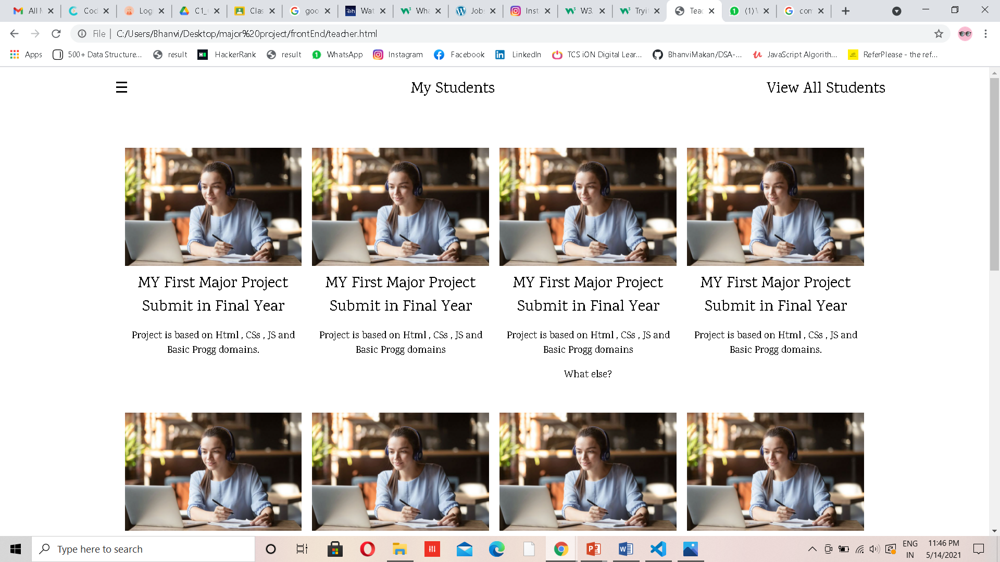 All M
Cod
Log
C1_
Clas
goo
Wat
Wha
Job
Inst
W3.
Tryi
Teac
(1) W
con
File
C:/Users/Bhanvi/Desktop/major%20project/frontEnd/teacher.html
Apps
500+ Data Structure...
result
HackerRank
result
WhatsApp
Instagram
Facebook
LinkedIn
TCS iON Digital Lear...
BhanviMakan/DSA-...
JavaScript Algorith...
ReferPlease - the ref...
☰
My Students
View All Students
MY First Major Project
Submit in Final Year
Project is based on Html , CSs , JS and
Basic Progg domains.
MY First Major Project
Submit in Final Year
Project is based on Html , CSs , JS and
Basic Progg domains
MY First Major Project
Submit in Final Year
Project is based on Html , CSs , JS and
Basic Progg domains
What else?
MY First Major Project
Submit in Final Year
Project is based on Html , CSs , JS and
Basic Progg domains.
Type here to search
ENG
IN
11:46 PM
5/14/2021